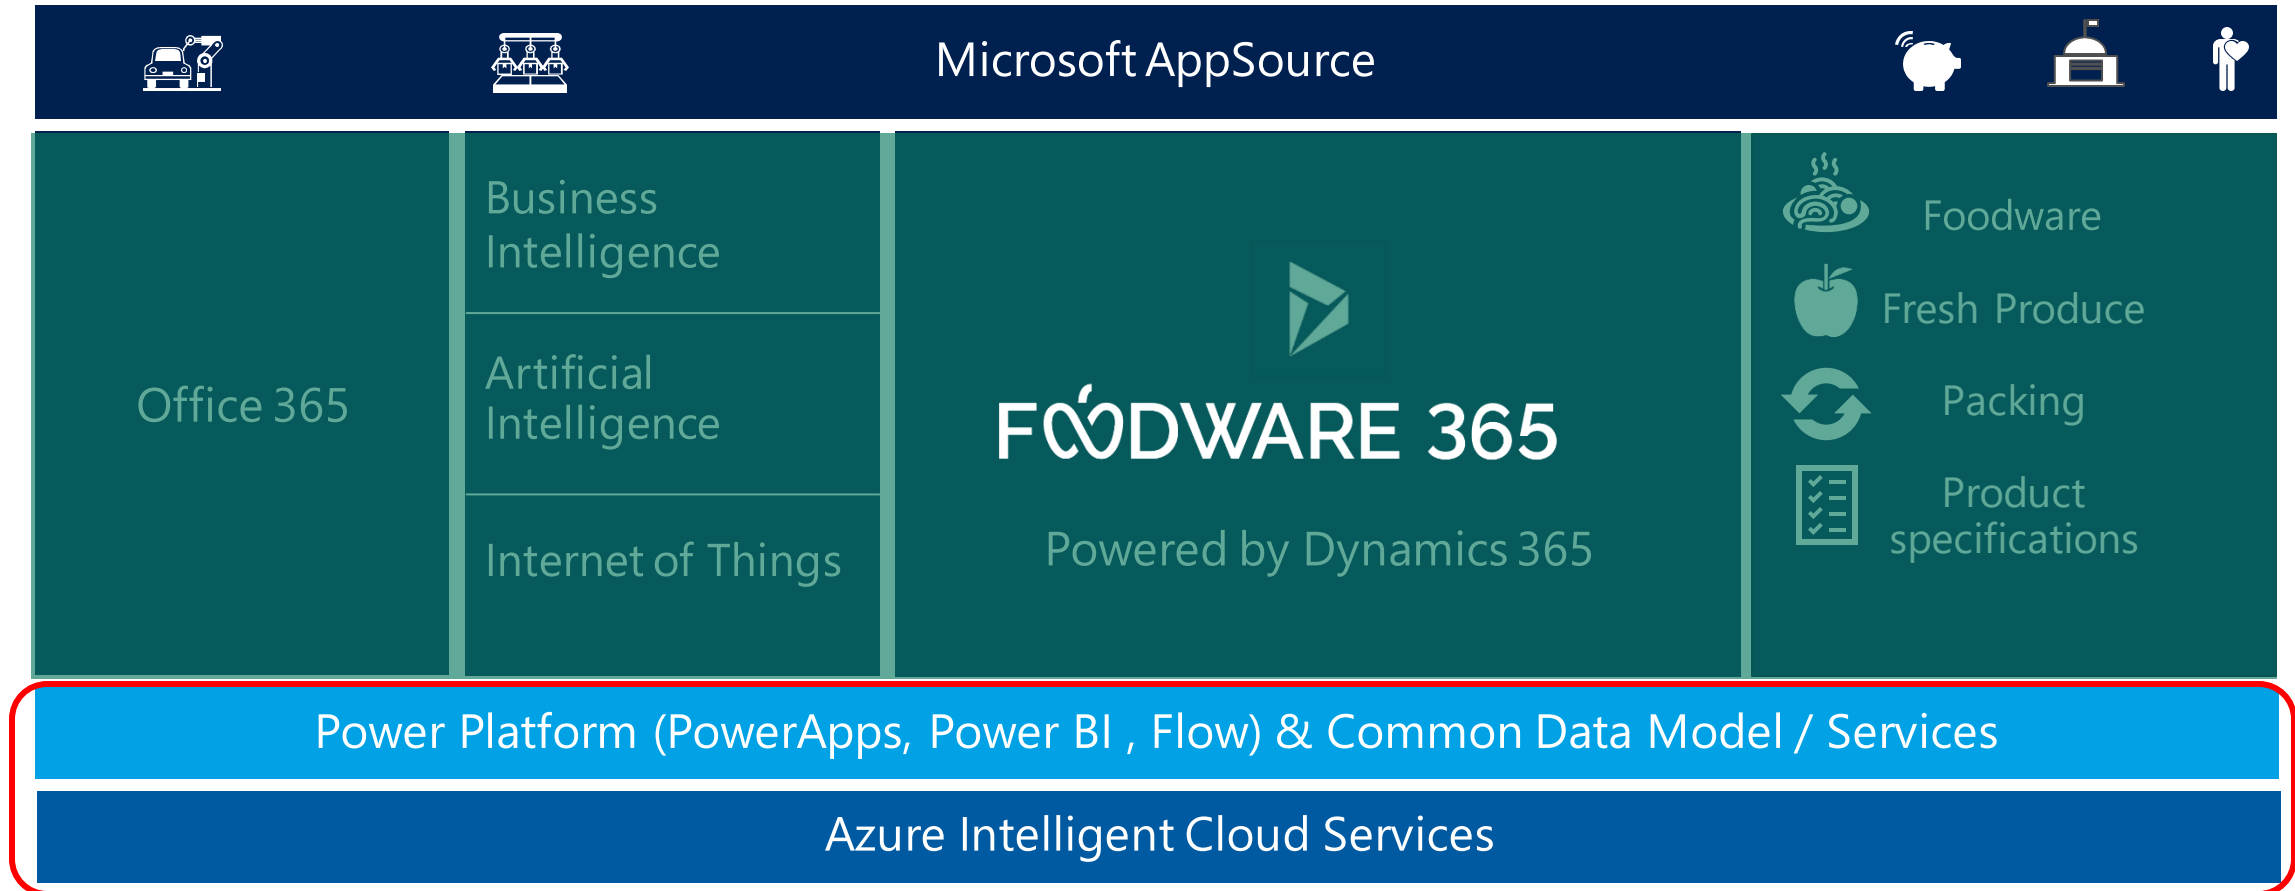 Microsoft AppSource
Office 365
Business
Intelligence
Artificial
Intelligence
Internet of Things
FOODWARE 365
Powered by Dynamics 365
Foodware
Fresh Produce
Packing
Product
specifications
Power Platform (PowerApps, Power BI , Flow) & Common Data Model / Services
Azure Intelligent Cloud Services